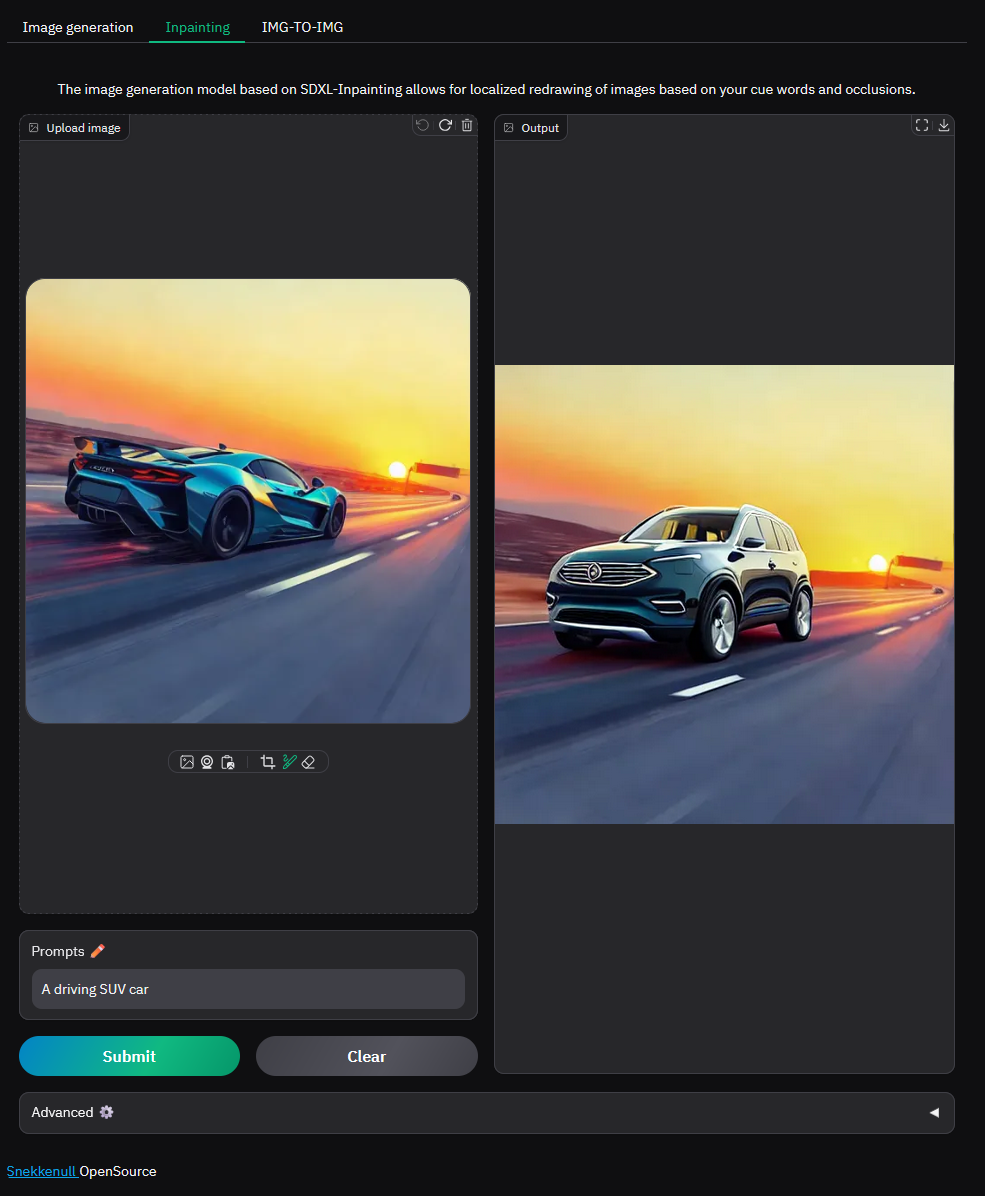 Image generation
Inpainting
IMG-TO-IMG
The image generation model based on SDXL-Inpainting allows for localized redrawing of images based on your cue words and occlusions.
Upload image
Output
Prompts
A driving SUV car
Submit
Clear
Advanced
Snekkenull OpenSource